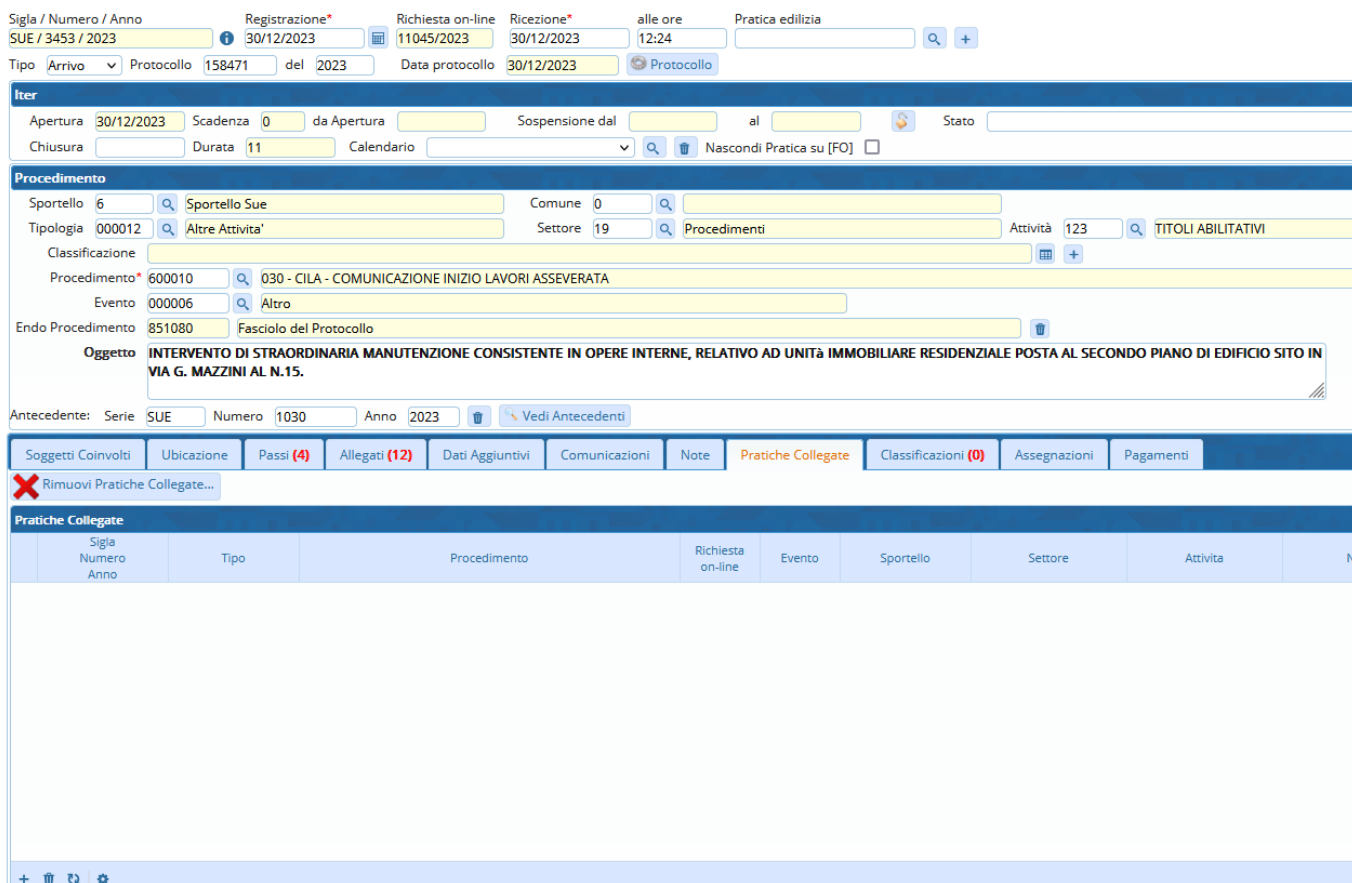 Sigla / Numero / Anno Registrazione* Richiesta on-line Ricezione* alle ore Pratica edilizia
SUE / 3453 / 2023 30/12/2023 11045/2023 30/12/2023 12:24
Tipo Arrivo Protocollo 158471 del 2023 Data protocollo 30/12/2023 Protocollo
Iter
Apertura 30/12/2023 Scadenza 0 da Apertura Sospensione dal al Stato
Chiusura Durata 11 Calendario Nascondi Pratica su [FO]
Procedimento
Sportello 6 Sportello Sue Comune 0
Tipologia 000012 Altre Attivita' Settore 19 Procedimenti Attività 123 TITOLI ABILITATIVI
Classificazione
Procedimento* 600010 030 - CILA - COMUNICAZIONE INIZIO LAVORI ASSEVERATA
Evento 000006 Altro
Endo Procedimento 851080 Fasciolo del Protocollo
Oggetto INTERVENTO DI STRAORDINARIA MANUTENZIONE CONSISTENTE IN OPERE INTERNE, RELATIVO AD UNITà IMMOBILIARE RESIDENZIALE POSTA AL SECONDO PIANO DI EDIFICIO SITO IN
VIA G. MAZZINI AL N.15.
Antecedente: Serie SUE Numero 1030 Anno 2023 Vedi Antecedenti
Soggetti Coinvolti Ubicazione Passi (4) Allegati (12) Dati Aggiuntivi Comunicazioni Note Pratiche Collegate Classificazioni (0) Assegnazioni Pagamenti
Rimuovi Pratiche Collegate...
Pratiche Collegate
Sigla
Numero
Anno
Tipo
Procedimento
Richiesta
on-line
Evento
Sportello
Settore
Attivita
N